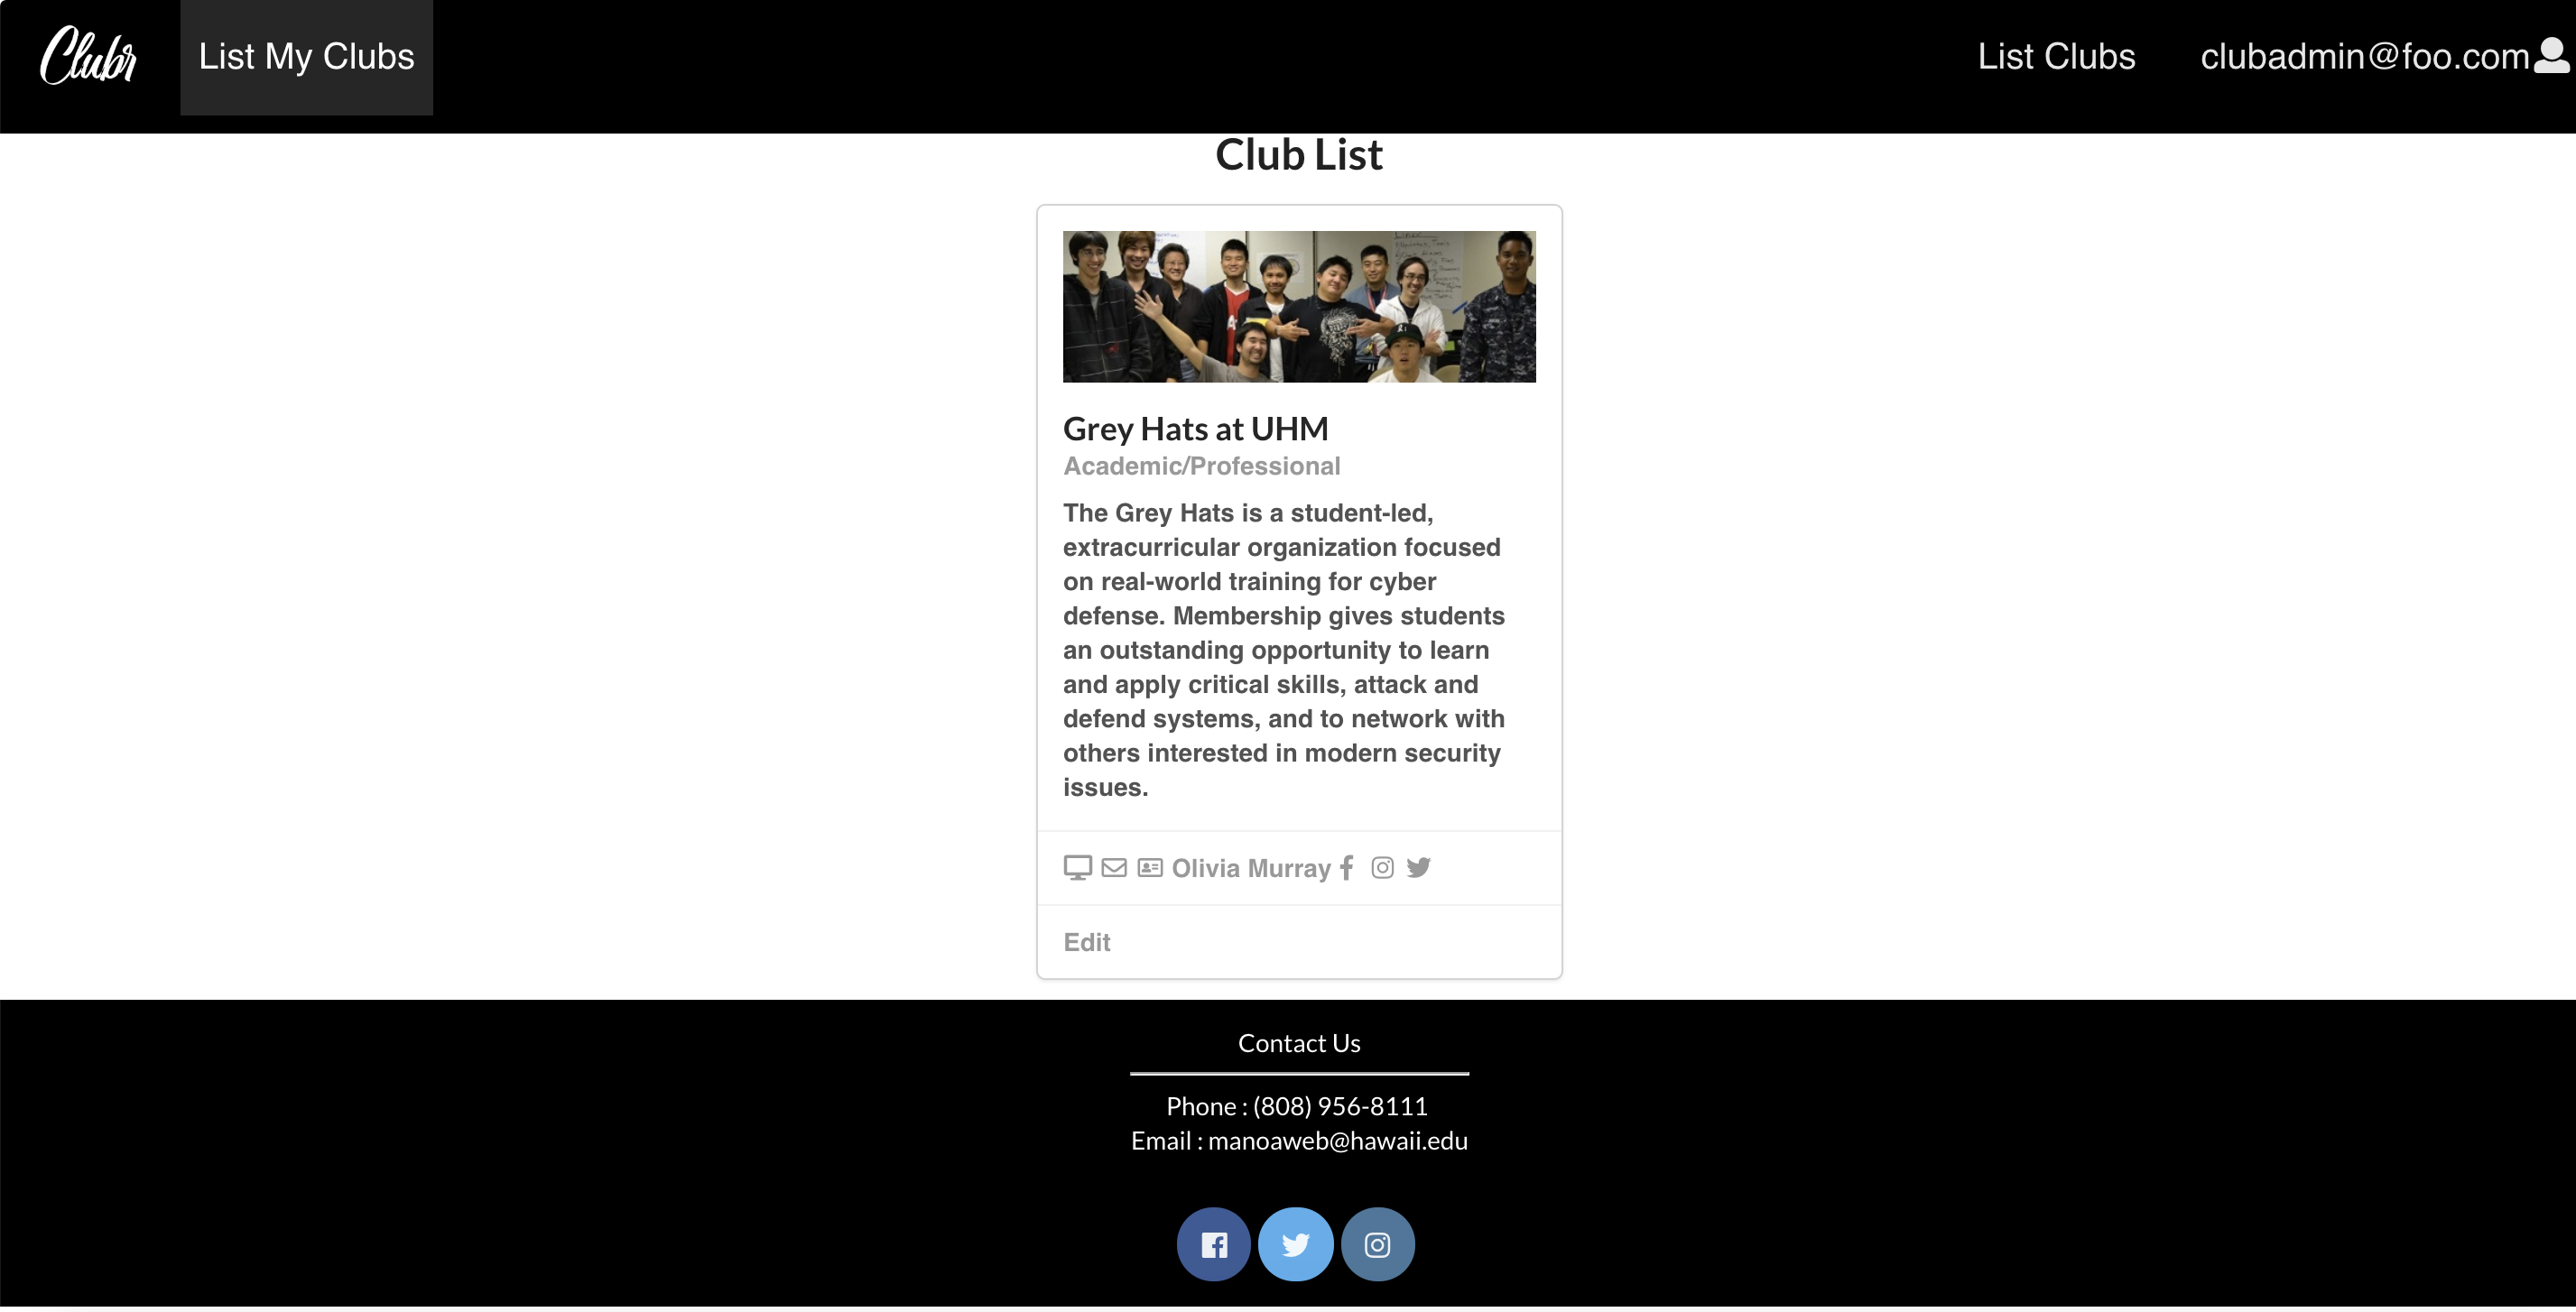 Clubr
List My Clubs
List Clubs
clubadmin@foo.com
Club List
Grey Hats at UHM
Academic/Professional
The Grey Hats is a student-led,
extracurricular organization focused
on real-world training for cyber
defense. Membership gives students
an outstanding opportunity to learn
and apply critical skills, attack and
defend systems, and to network with
others interested in modern security
issues.
Olivia Murray
Edit
Contact Us
Phone : (808) 956-8111
Email : manoaweb@hawaii.edu